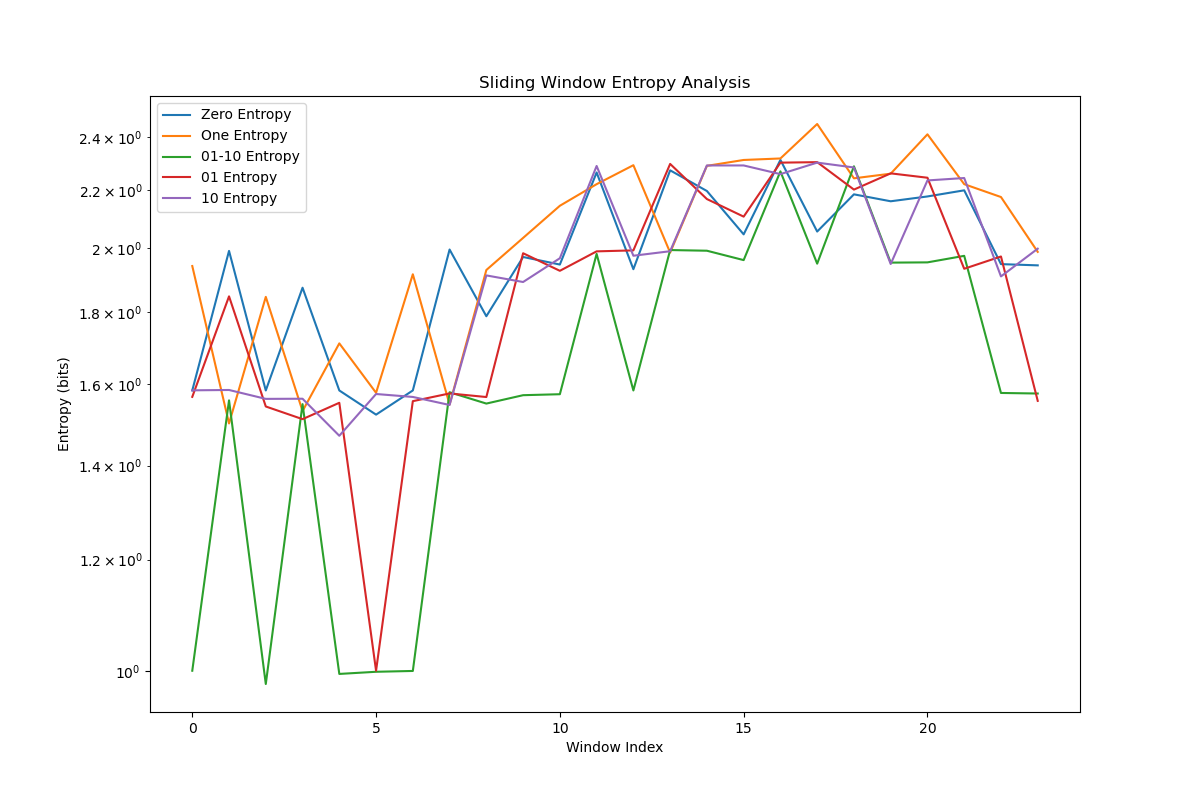 Sliding Window Entropy Analysis
Zero Entropy
One Entropy
01-10 Entropy
01 Entropy
10 Entropy
2.4 × 10⁰
2.2 × 10⁰
2 × 10⁰
1.8 × 10⁰
1.6 × 10⁰
1.4 × 10⁰
1.2 × 10⁰
10⁰
Entropy (bits)
0 5 10 15 20
Window Index